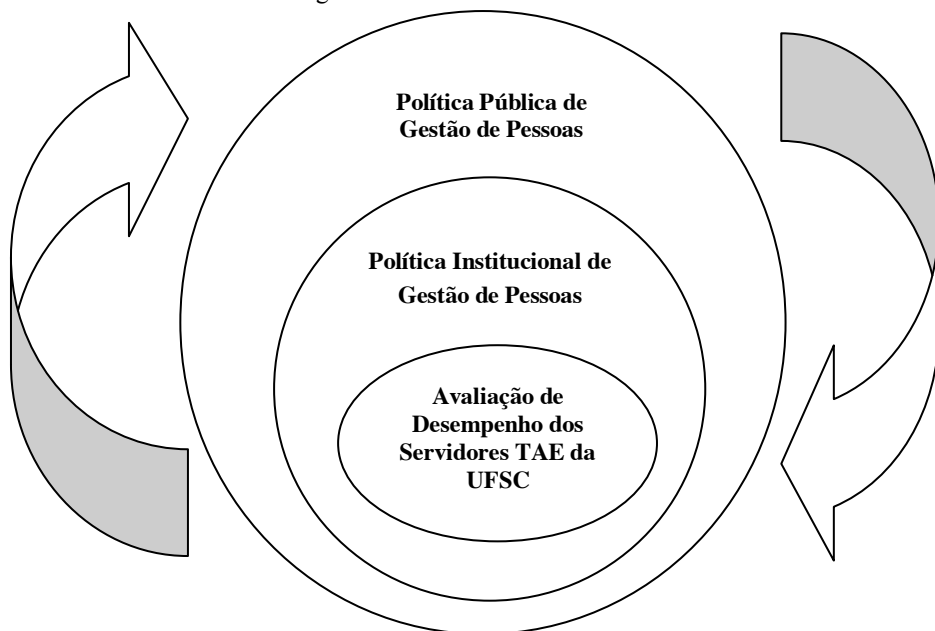 Política Pública de
Gestão de Pessoas
Política Institucional de
Gestão de Pessoas
Avaliação de
Desempenho dos
Servidores TAE da
UFSC